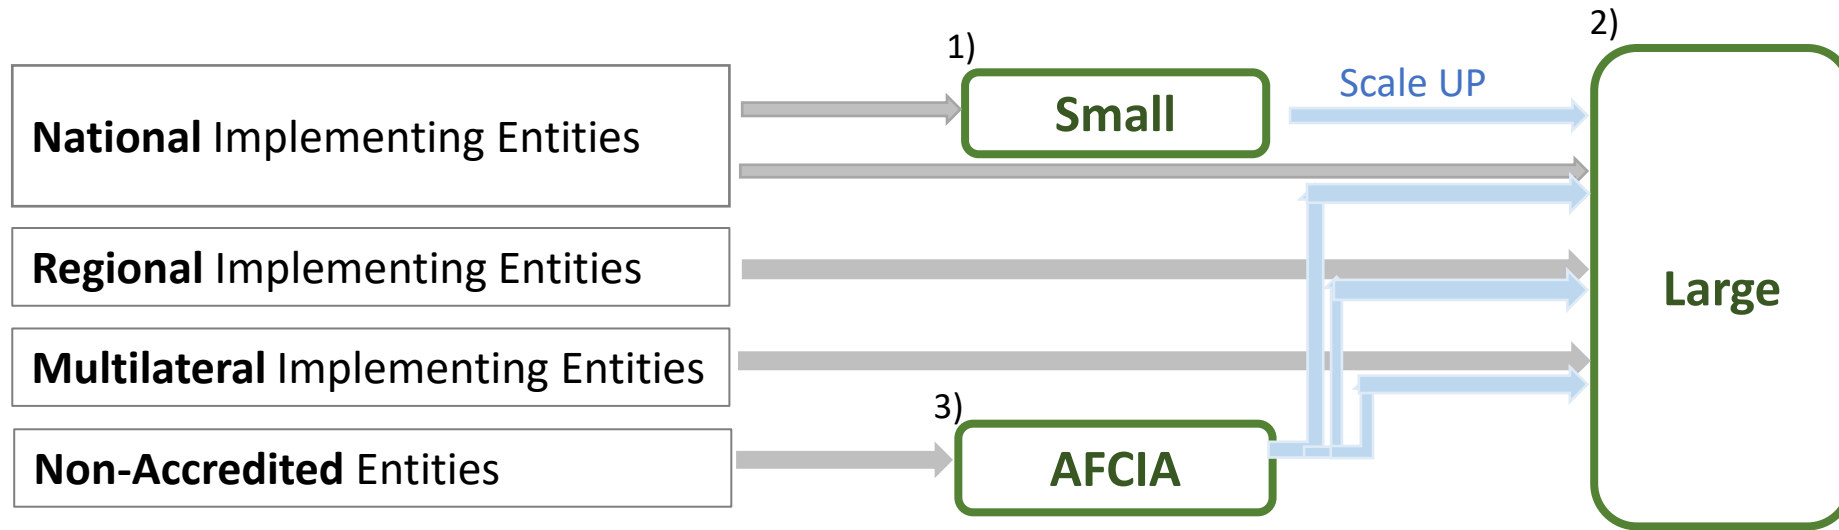 National Implementing Entities
Regional Implementing Entities
Multilateral Implementing Entities
Non-Accredited Entities
1)
Small
Scale UP
3)
AFCIA
2)
Large